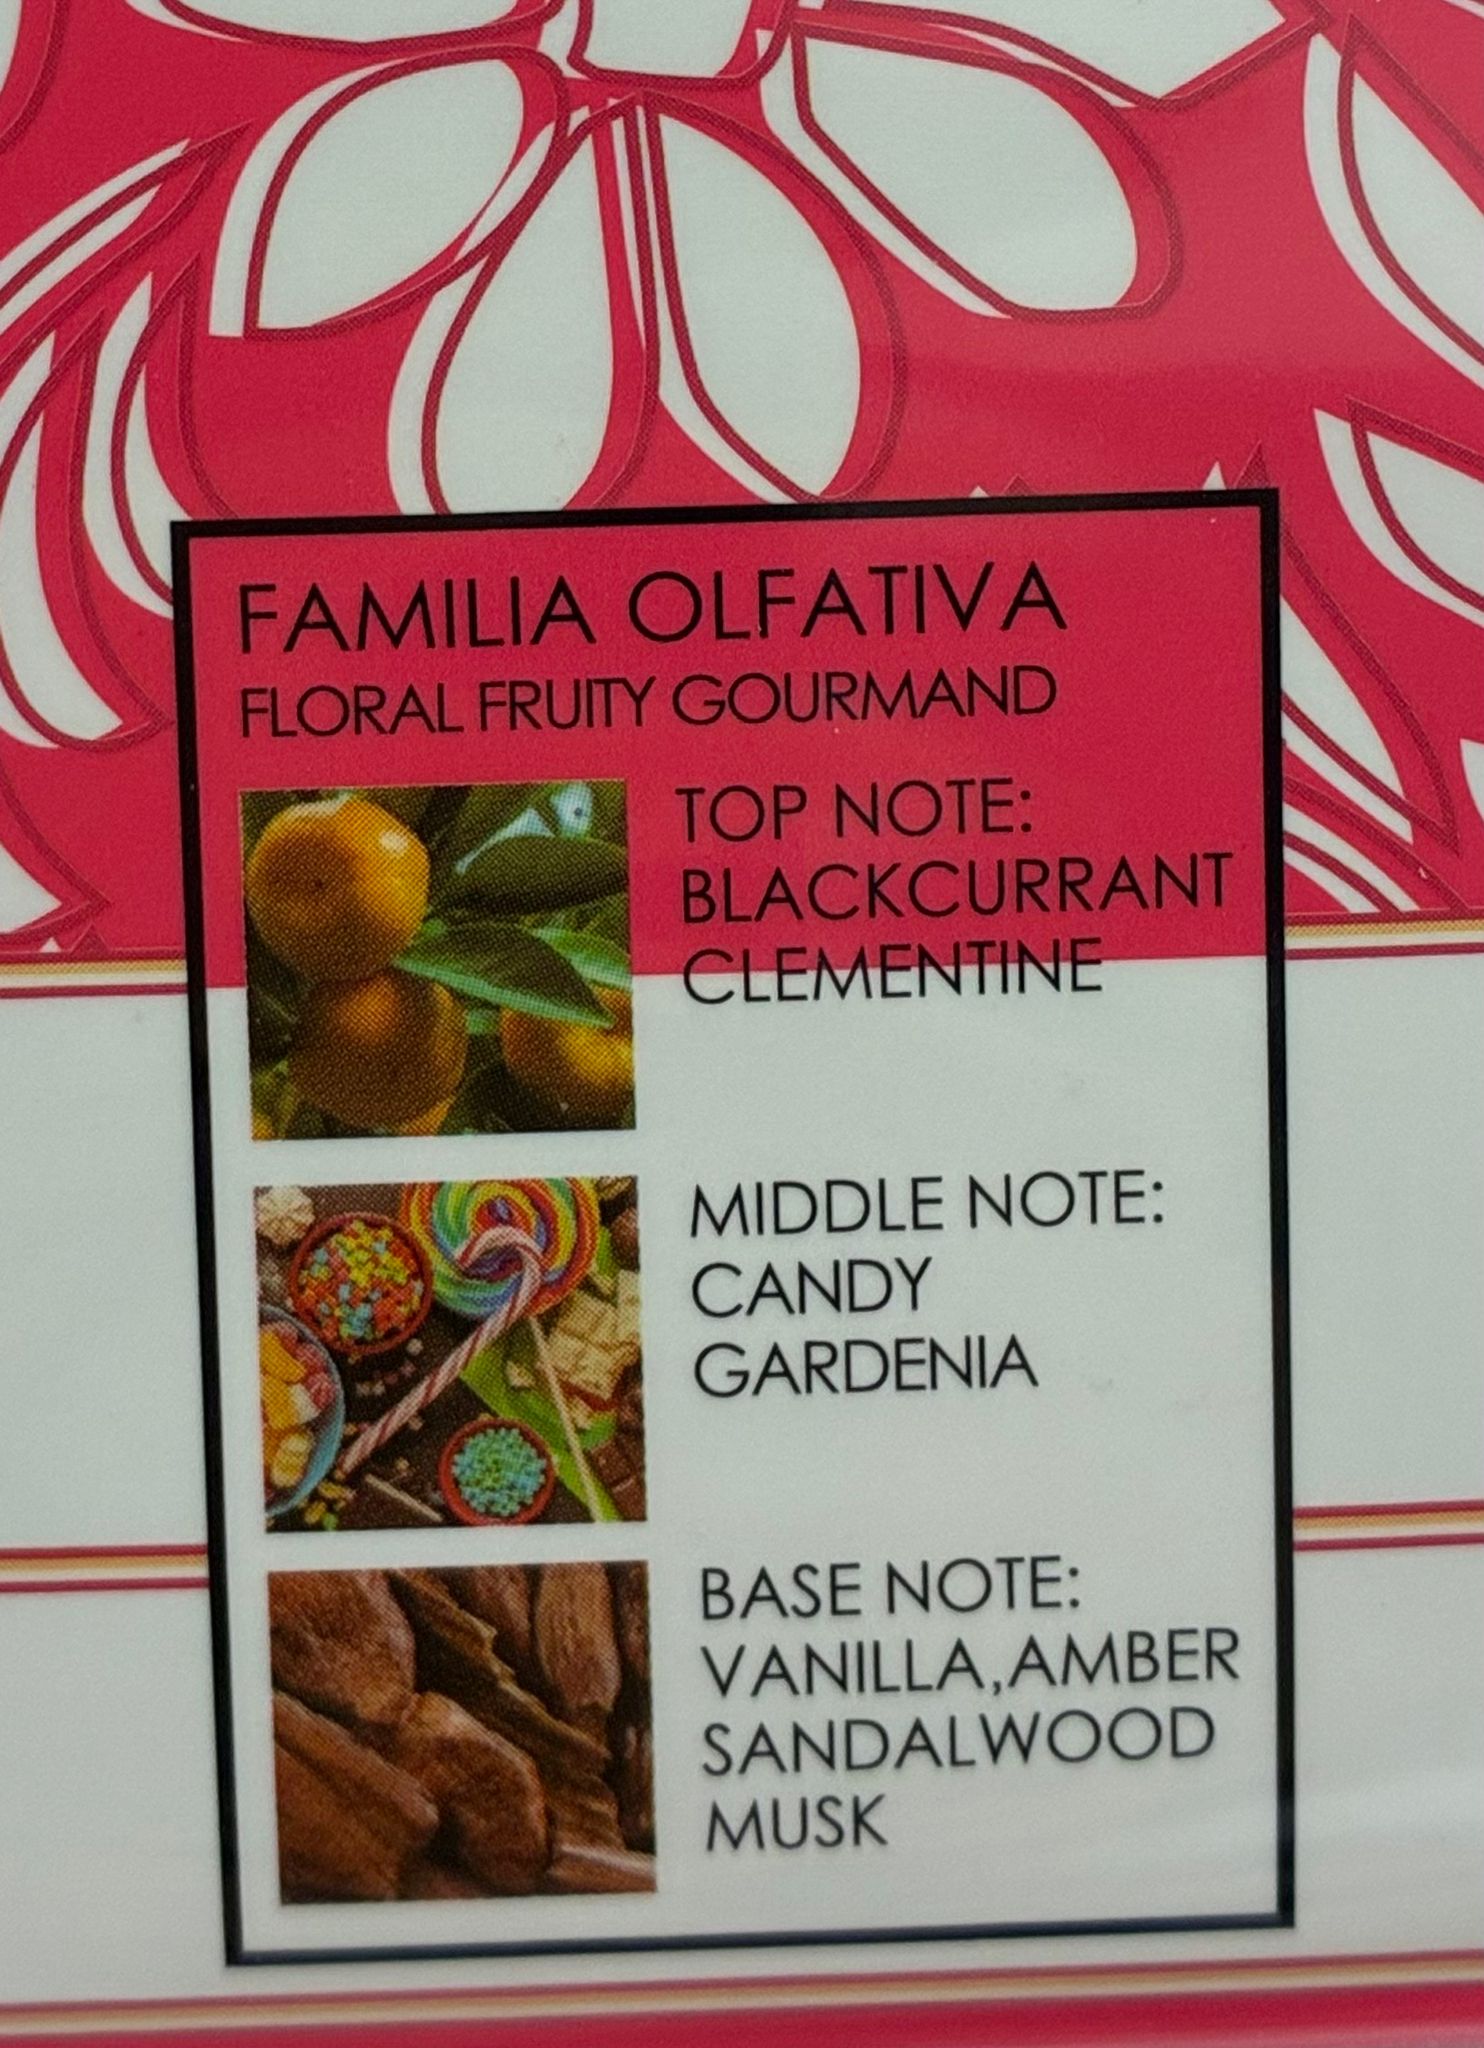 FAMILIA OLFATIVA
FLORAL FRUITY GOURMAND
TOP NOTE:
BLACKCURRANT
CLEMENTINE
MIDDLE NOTE:
CANDY
GARDENIA
BASE NOTE:
VANILLA,AMBER
SANDALWOOD
MUSK